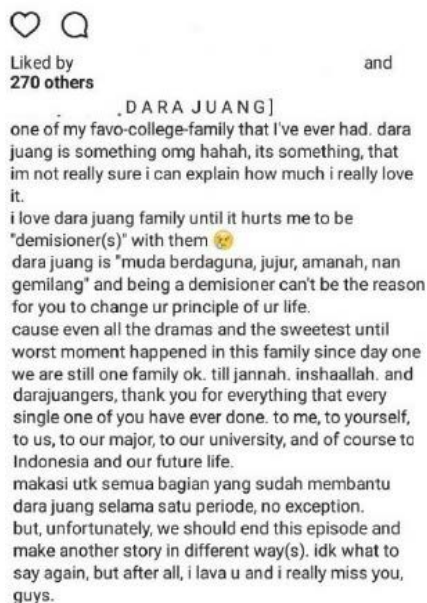 Liked by and
270 others
. .DARA JUANG]
one of my favo-college-family that I've ever had. dara
juang is something omg hahah, its something, that
im not really sure i can explain how much i really love
it.
i love dara juang family until it hurts me to be
"demisioner(s)" with them 😢
dara juang is "muda berdaguna, jujur, amanah, nan
gemilang" and being a demisioner can't be the reason
for you to change ur principle of ur life.
cause even all the dramas and the sweetest until
worst moment happened in this family since day one
we are still one family ok. till jannah. inshaallah. and
darajuangers, thank you for everything that every
single one of you have ever done. to me, to yourself,
to us, to our major, to our university, and of course to
Indonesia and our future life.
makasi utk semua bagian yang sudah membantu
dara juang selama satu periode, no exception.
but, unfortunately, we should end this episode and
make another story in different way(s). idk what to
say again, but after all, i lava u and i really miss you,
guys.